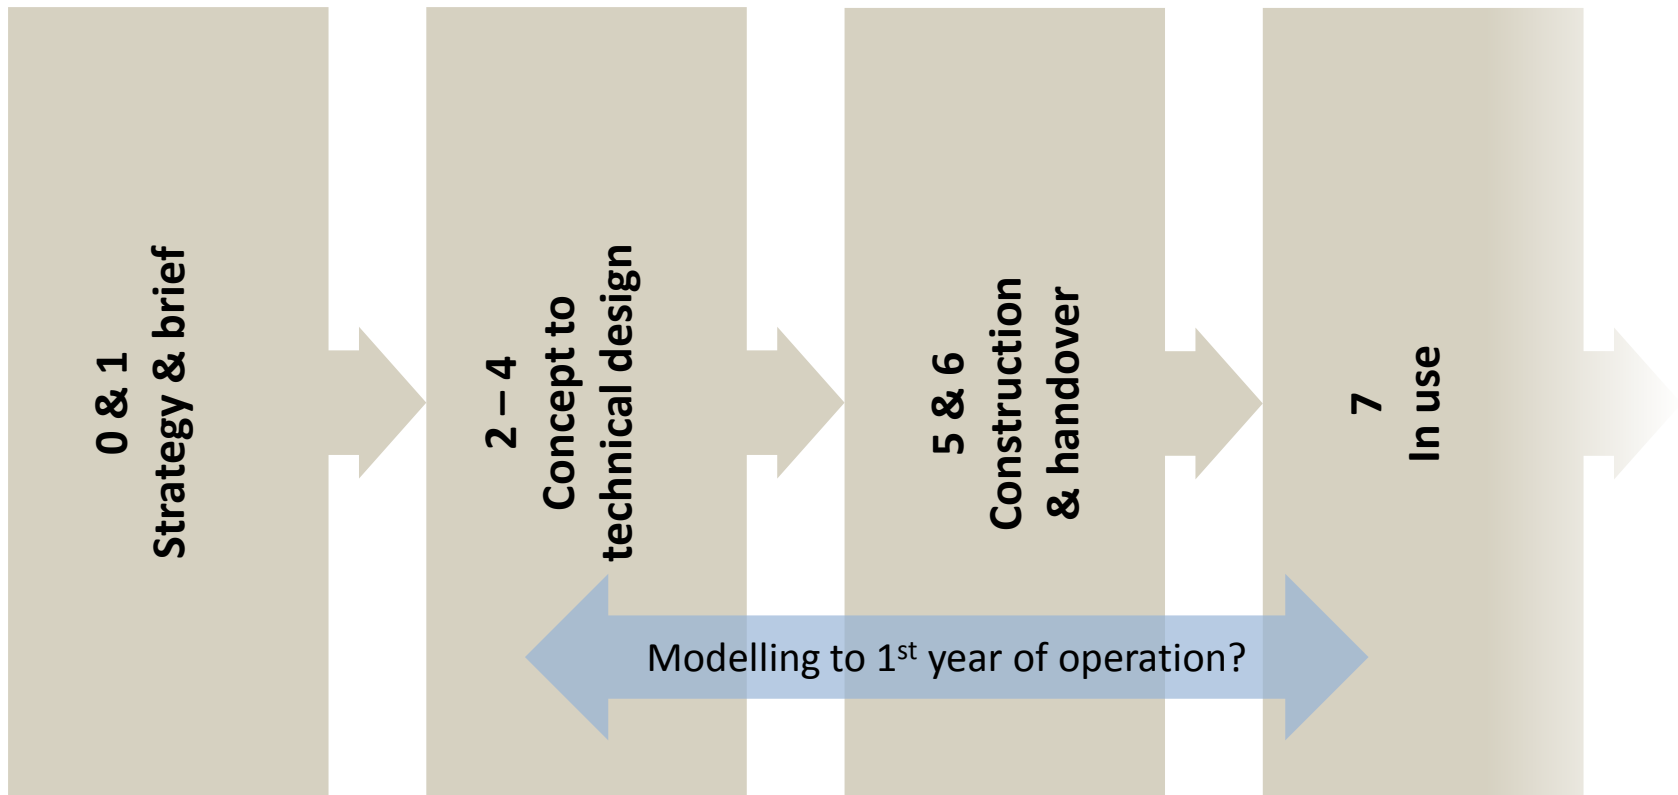 0 & 1
Strategy & brief
2 – 4
Concept to
technical design
5 & 6
Construction
& handover
7
In use
Modelling to 1st year of operation?